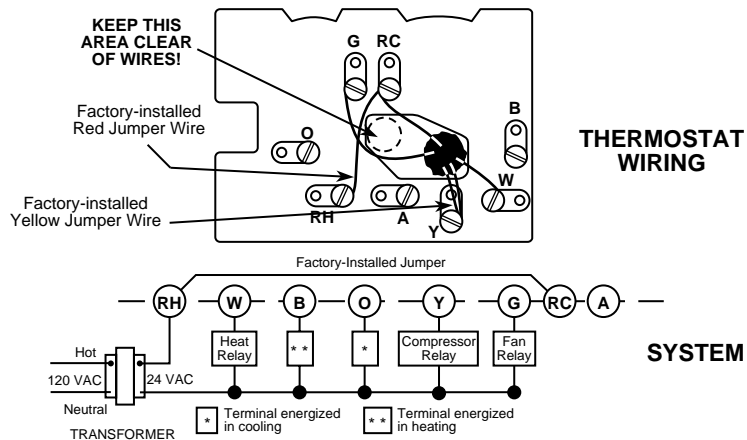 KEEP THIS
AREA CLEAR
OF WIRES!
G
RC
Factory-installed
Red Jumper Wire
B
O
THERMOSTAT
WIRING
W
Factory-installed
Yellow Jumper Wire
RH
A
Y
Factory-Installed Jumper
RH
W
B
O
Y
G
RC
A
Heat
Relay
* *
*
Compressor
Relay
Fan
Relay
SYSTEM
Hot
120 VAC
24 VAC
Neutral
TRANSFORMER
* Terminal energized
in cooling
* * Terminal energized
in heating